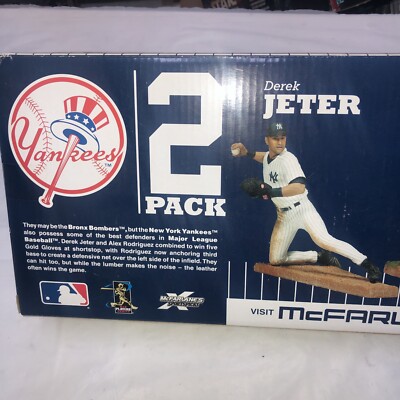 Yankees™
2
PACK
Derek
JETER
They may be the Bronx Bombers™, but the New York Yankees™
also possess some of the best defenders in Major League
Baseball™. Derek Jeter and Alex Rodriguez combined to win five
Gold Gloves at shortstop, with Rodriguez now anchoring third
base to create a defensive net over the left side of the infield. They
can hit too, but while the lumber makes the noise – the leather
often wins the game.
PLAYERS
McFARLANE'S
VISIT McFARL